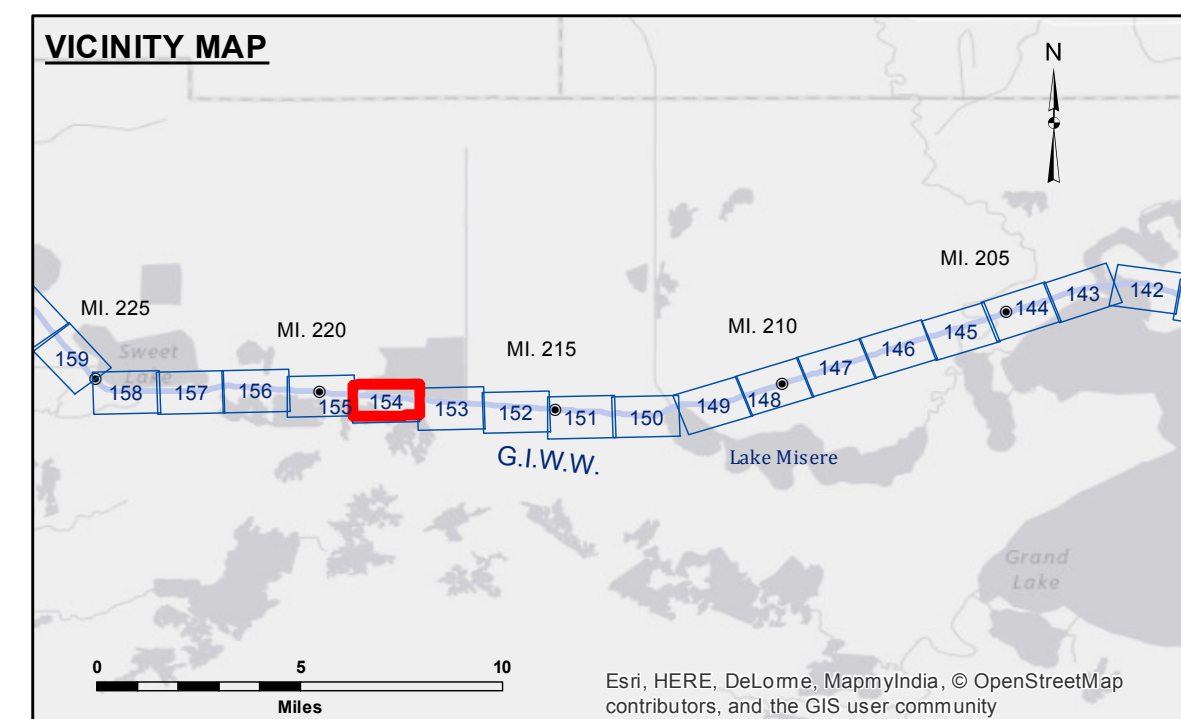 VICINITY MAP
N
MI. 205
MI. 225
MI. 220
MI. 215
MI. 210
159
Sweet
Lake
158
157
156
155
154
153
152
151
150
149
148
147
146
145
144
143
142
G.I.W.W.
Lake Misere
Grand
Lake
0 5 10
Miles
Esri, HERE, DeLorme, MapmyIndia, © OpenStreetMap
contributors, and the GIS user community